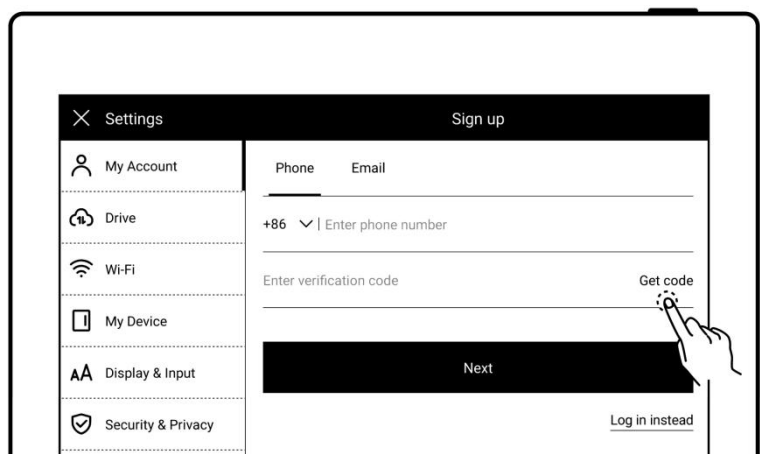 Settings
Sign up
My Account
Drive
Wi-Fi
My Device
Display & Input
Security & Privacy
Phone Email
+86 Enter phone number
Enter verification code Get code
Next
Log in instead